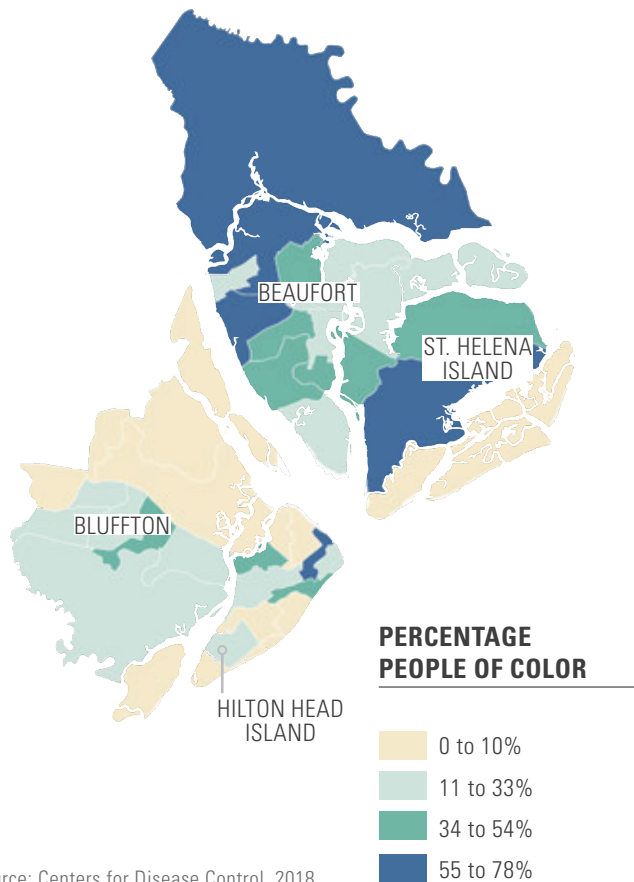 BEAUFORT
ST. HELENA
ISLAND
BLUFFTON
HILTON HEAD
ISLAND
PERCENTAGE
PEOPLE OF COLOR
0 to 10%
11 to 33%
34 to 54%
55 to 78%
Centers for Disease Control, 2018